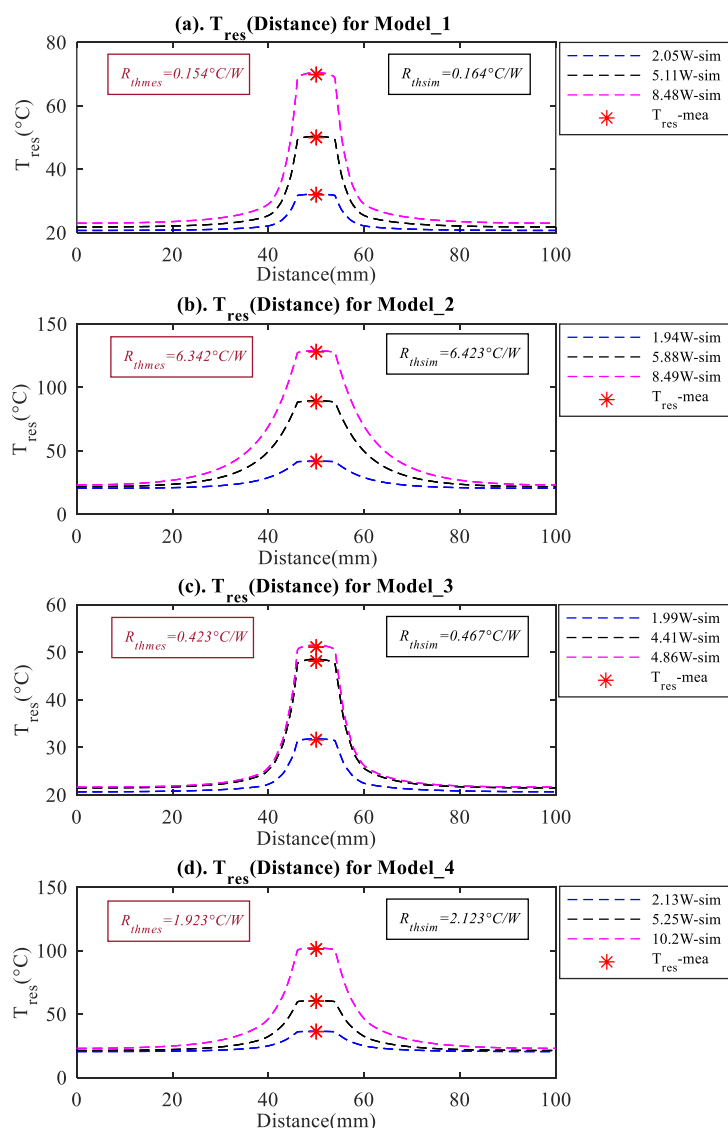 (a). T_res(Distance) for Model_1
80
60
40
20
T_res(°C)
R_thmes=0.154°C/W
R_thsim=0.164°C/W
2.05W-sim
5.11W-sim
8.48W-sim
T_res-mea
0 20 40 60 80 100
Distance(mm)
(b). T_res(Distance) for Model_2
150
100
50
0
T_res(°C)
R_thmes=6.342°C/W
R_thsim=6.423°C/W
1.94W-sim
5.88W-sim
8.49W-sim
T_res-mea
0 20 40 60 80 100
Distance(mm)
(c). T_res(Distance) for Model_3
60
50
40
30
20
T_res(°C)
R_thmes=0.423°C/W
R_thsim=0.467°C/W
1.99W-sim
4.41W-sim
4.86W-sim
T_res-mea
0 20 40 60 80 100
Distance(mm)
(d). T_res(Distance) for Model_4
150
100
50
0
T_res(°C)
R_thmes=1.923°C/W
R_thsim=2.123°C/W
2.13W-sim
5.25W-sim
10.2W-sim
T_res-mea
0 20 40 60 80 100
Distance(mm)